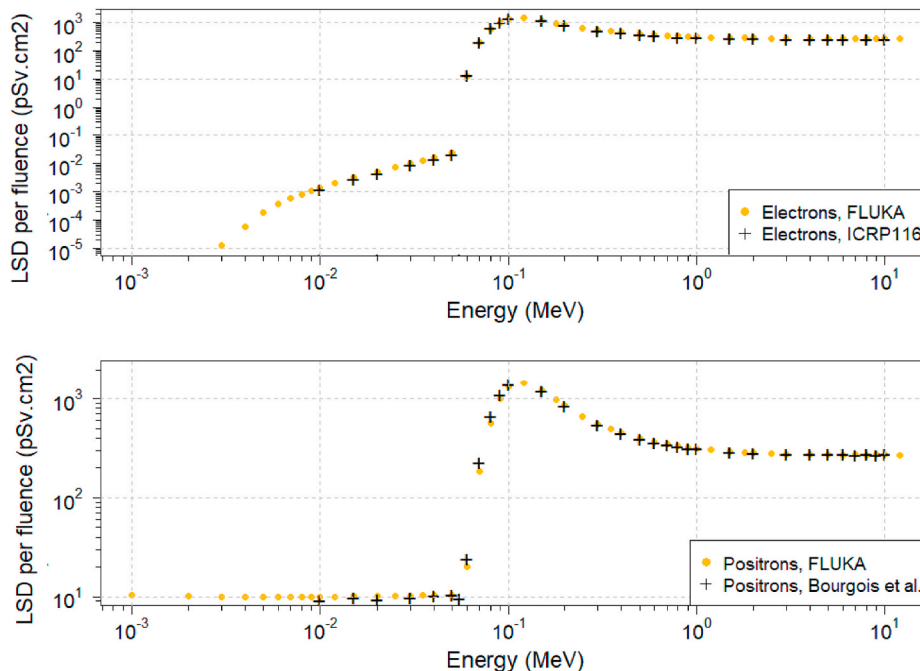 LSD per fluence (pSv.cm2)
10^3
10^2
10^1
10^0
10^-1
10^-2
10^-3
10^-4
10^-5
Electrons, FLUKA
Electrons, ICRP116
10^-3
10^-2
10^-1
10^0
10^1
Energy (MeV)
LSD per fluence (pSv.cm2)
10^3
10^2
10^1
Positrons, FLUKA
Positrons, Bourgois et al.
10^-3
10^-2
10^-1
10^0
10^1
Energy (MeV)